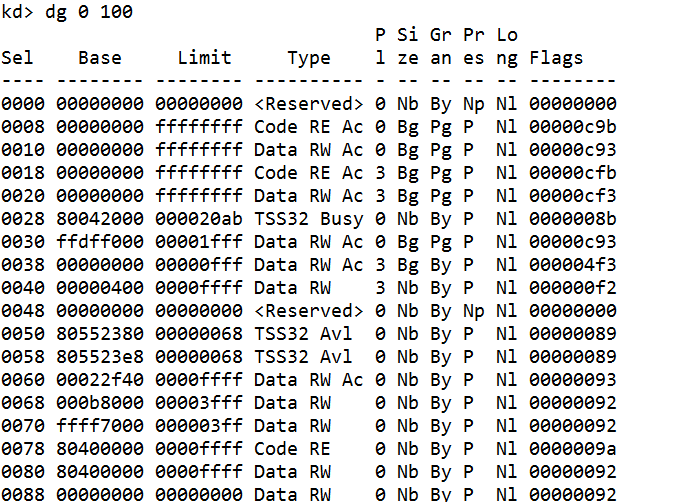 kd> dg 0 100
                                  P Si Gr Pr Lo
Sel    Base     Limit     Type    l ze an es ng Flags
---- -------- -------- ---------- - -- -- -- -- --------
0000 00000000 00000000 <Reserved> 0 Nb By Np Nl 00000000
0008 00000000 ffffffff Code RE Ac 0 Bg Pg P  Nl 00000c9b
0010 00000000 ffffffff Data RW Ac 0 Bg Pg P  Nl 00000c93
0018 00000000 ffffffff Code RE Ac 3 Bg Pg P  Nl 00000cfb
0020 00000000 ffffffff Data RW Ac 3 Bg Pg P  Nl 00000cf3
0028 80042000 000020ab TSS32 Busy 0 Nb By P  Nl 0000008b
0030 ffdff000 00001fff Data RW Ac 0 Bg Pg P  Nl 00000c93
0038 00000000 00000fff Data RW Ac 3 Bg By P  Nl 000004f3
0040 00000400 0000ffff Data RW    3 Nb By P  Nl 000000f2
0048 00000000 00000000 <Reserved> 0 Nb By Np Nl 00000000
0050 80552380 00000068 TSS32 Avl  0 Nb By P  Nl 00000089
0058 805523e8 00000068 TSS32 Avl  0 Nb By P  Nl 00000089
0060 00022f40 0000ffff Data RW Ac 0 Nb By P  Nl 00000093
0068 000b8000 00003fff Data RW    0 Nb By P  Nl 00000092
0070 ffff7000 000003ff Data RW    0 Nb By P  Nl 00000092
0078 80400000 0000ffff Code RE    0 Nb By P  Nl 0000009a
0080 80400000 0000ffff Data RW    0 Nb By P  Nl 00000092
0088 00000000 00000000 Data RW    0 Nb By P  Nl 00000092